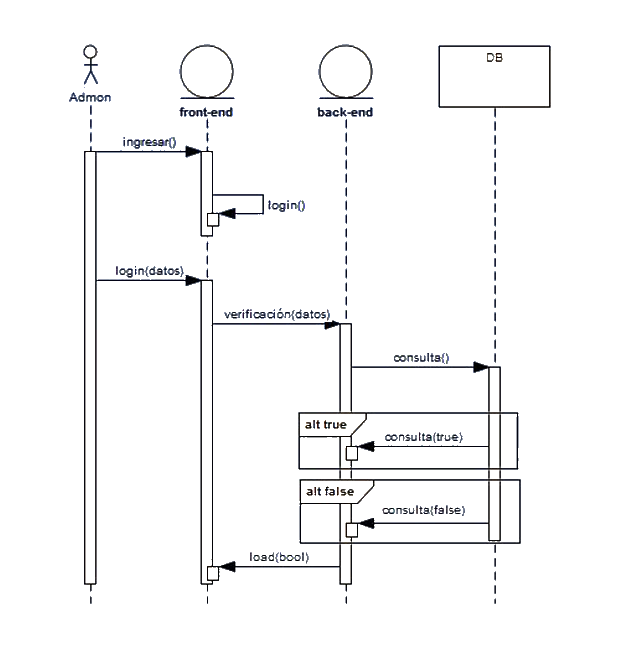 DB
Admon
front-end
back-end
ingresar()
login()
login(datos)
verificación(datos)
consulta()
alt true
consulta(true)
alt false
consulta(false)
load(bool)